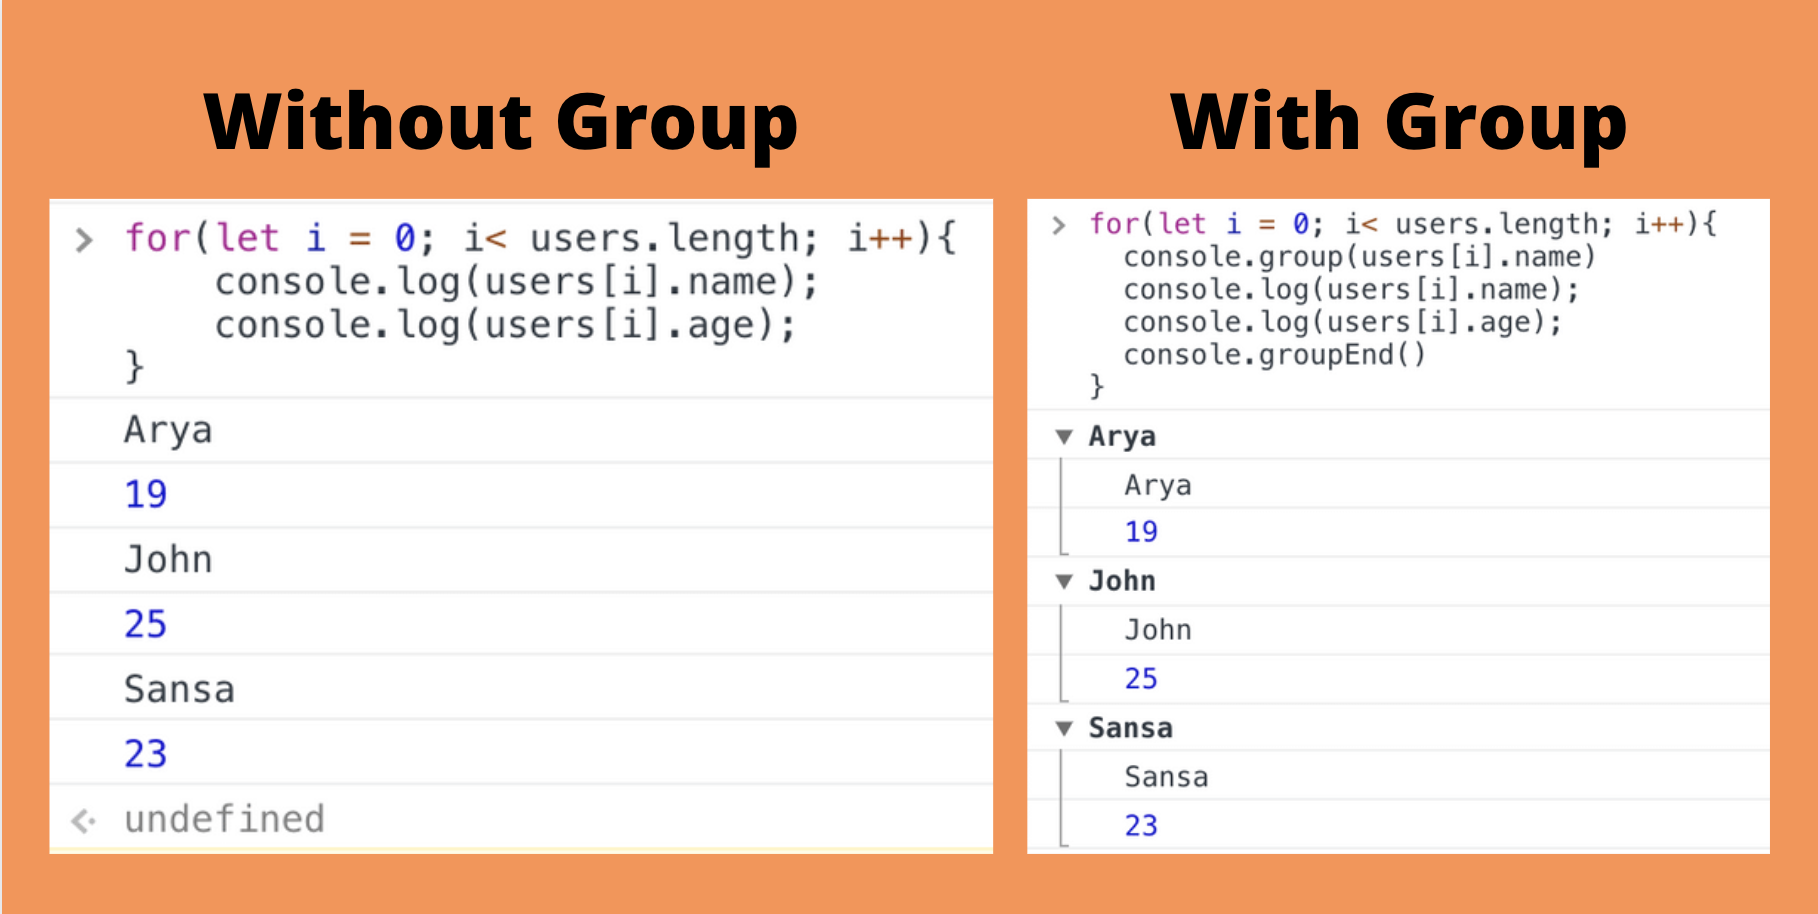 Without Group
> for(let i = 0; i< users.length; i++){
console.log(users[i].name);
console.log(users[i].age);
}
Arya
19
John
25
Sansa
23
undefined
With Group
> for(let i = 0; i< users.length; i++){
console.group(users[i].name)
console.log(users[i].name);
console.log(users[i].age);
console.groupEnd()
}
Arya
Arya
19
John
John
25
Sansa
Sansa
23